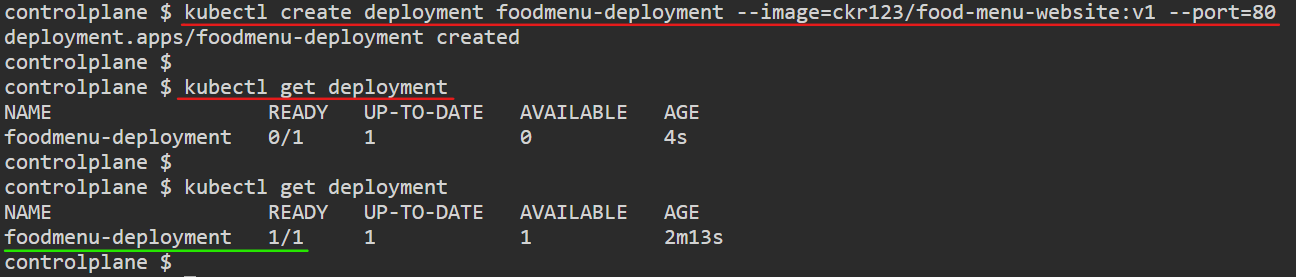 controlplane $ kubectl create deployment foodmenu-deployment --image=ckr123/food-menu-website:v1 --port=80
deployment.apps/foodmenu-deployment created
controlplane $
controlplane $ kubectl get deployment
NAME                  READY   UP-TO-DATE   AVAILABLE   AGE
foodmenu-deployment   0/1     1            0           4s
controlplane $
controlplane $ kubectl get deployment
NAME                  READY   UP-TO-DATE   AVAILABLE   AGE
foodmenu-deployment   1/1     1            1           2m13s
controlplane $